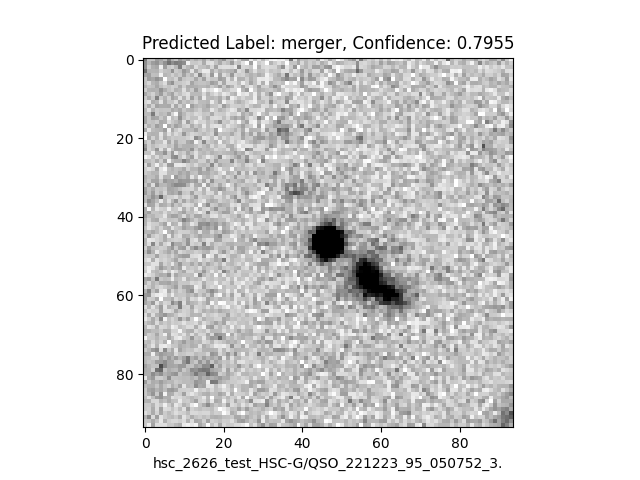 Predicted Label: merger, Confidence: 0.7955
0
20
40
60
80
0 20 40 60 80
hsc_2626_test_HSC-G/QSO_221223_95_050752_3.